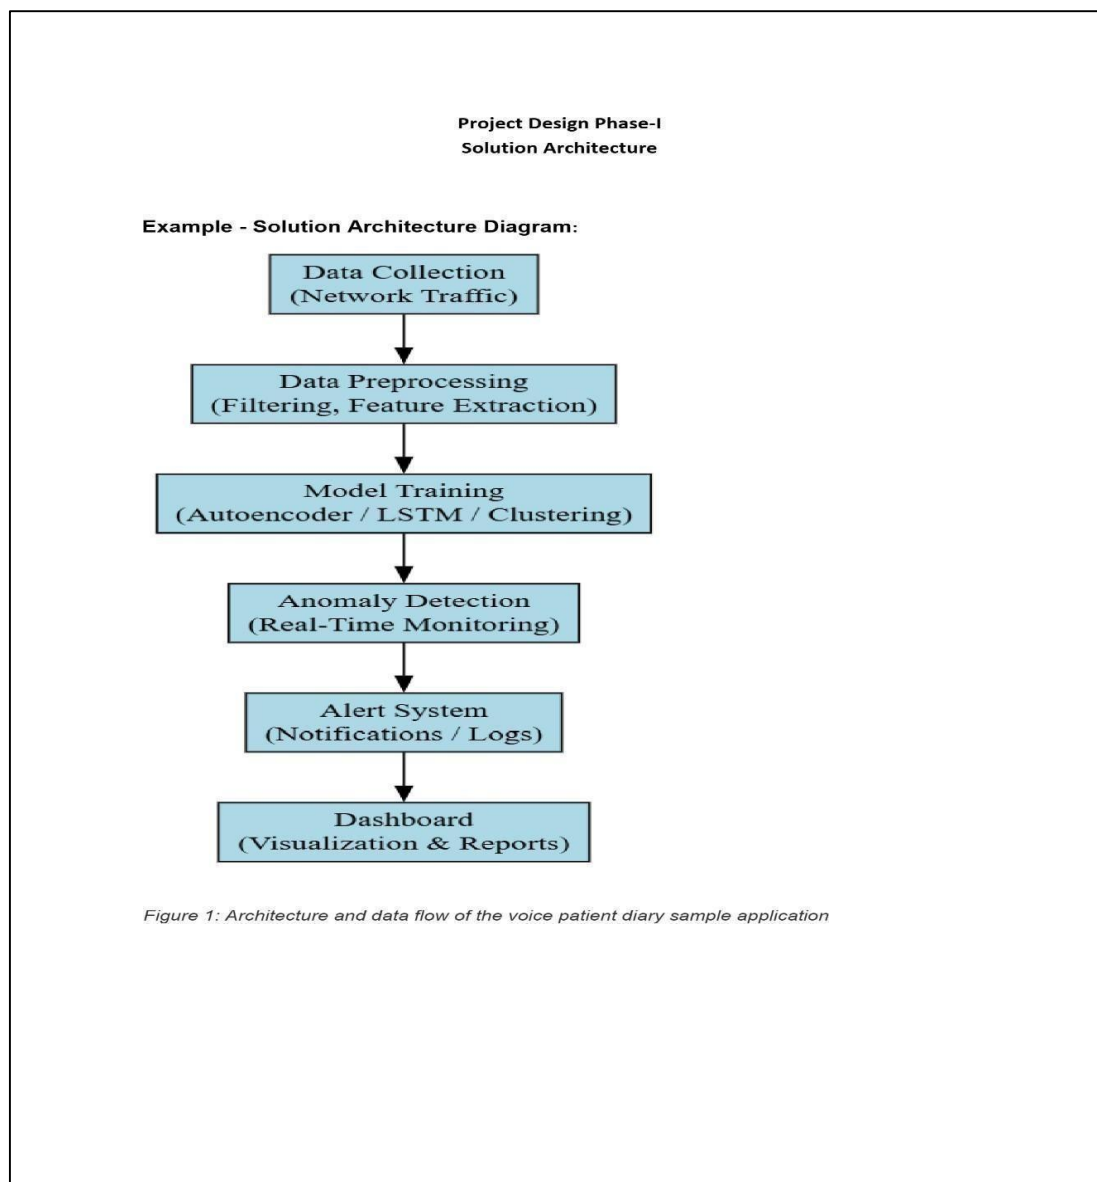 Project Design Phase-I
Solution Architecture
Example - Solution Architecture Diagram:
Data Collection
(Network Traffic)
Data Preprocessing
(Filtering, Feature Extraction)
Model Training
(Autoencoder / LSTM / Clustering)
Anomaly Detection
(Real-Time Monitoring)
Alert System
(Notifications / Logs)
Dashboard
(Visualization & Reports)
Figure 1: Architecture and data flow of the voice patient diary sample application